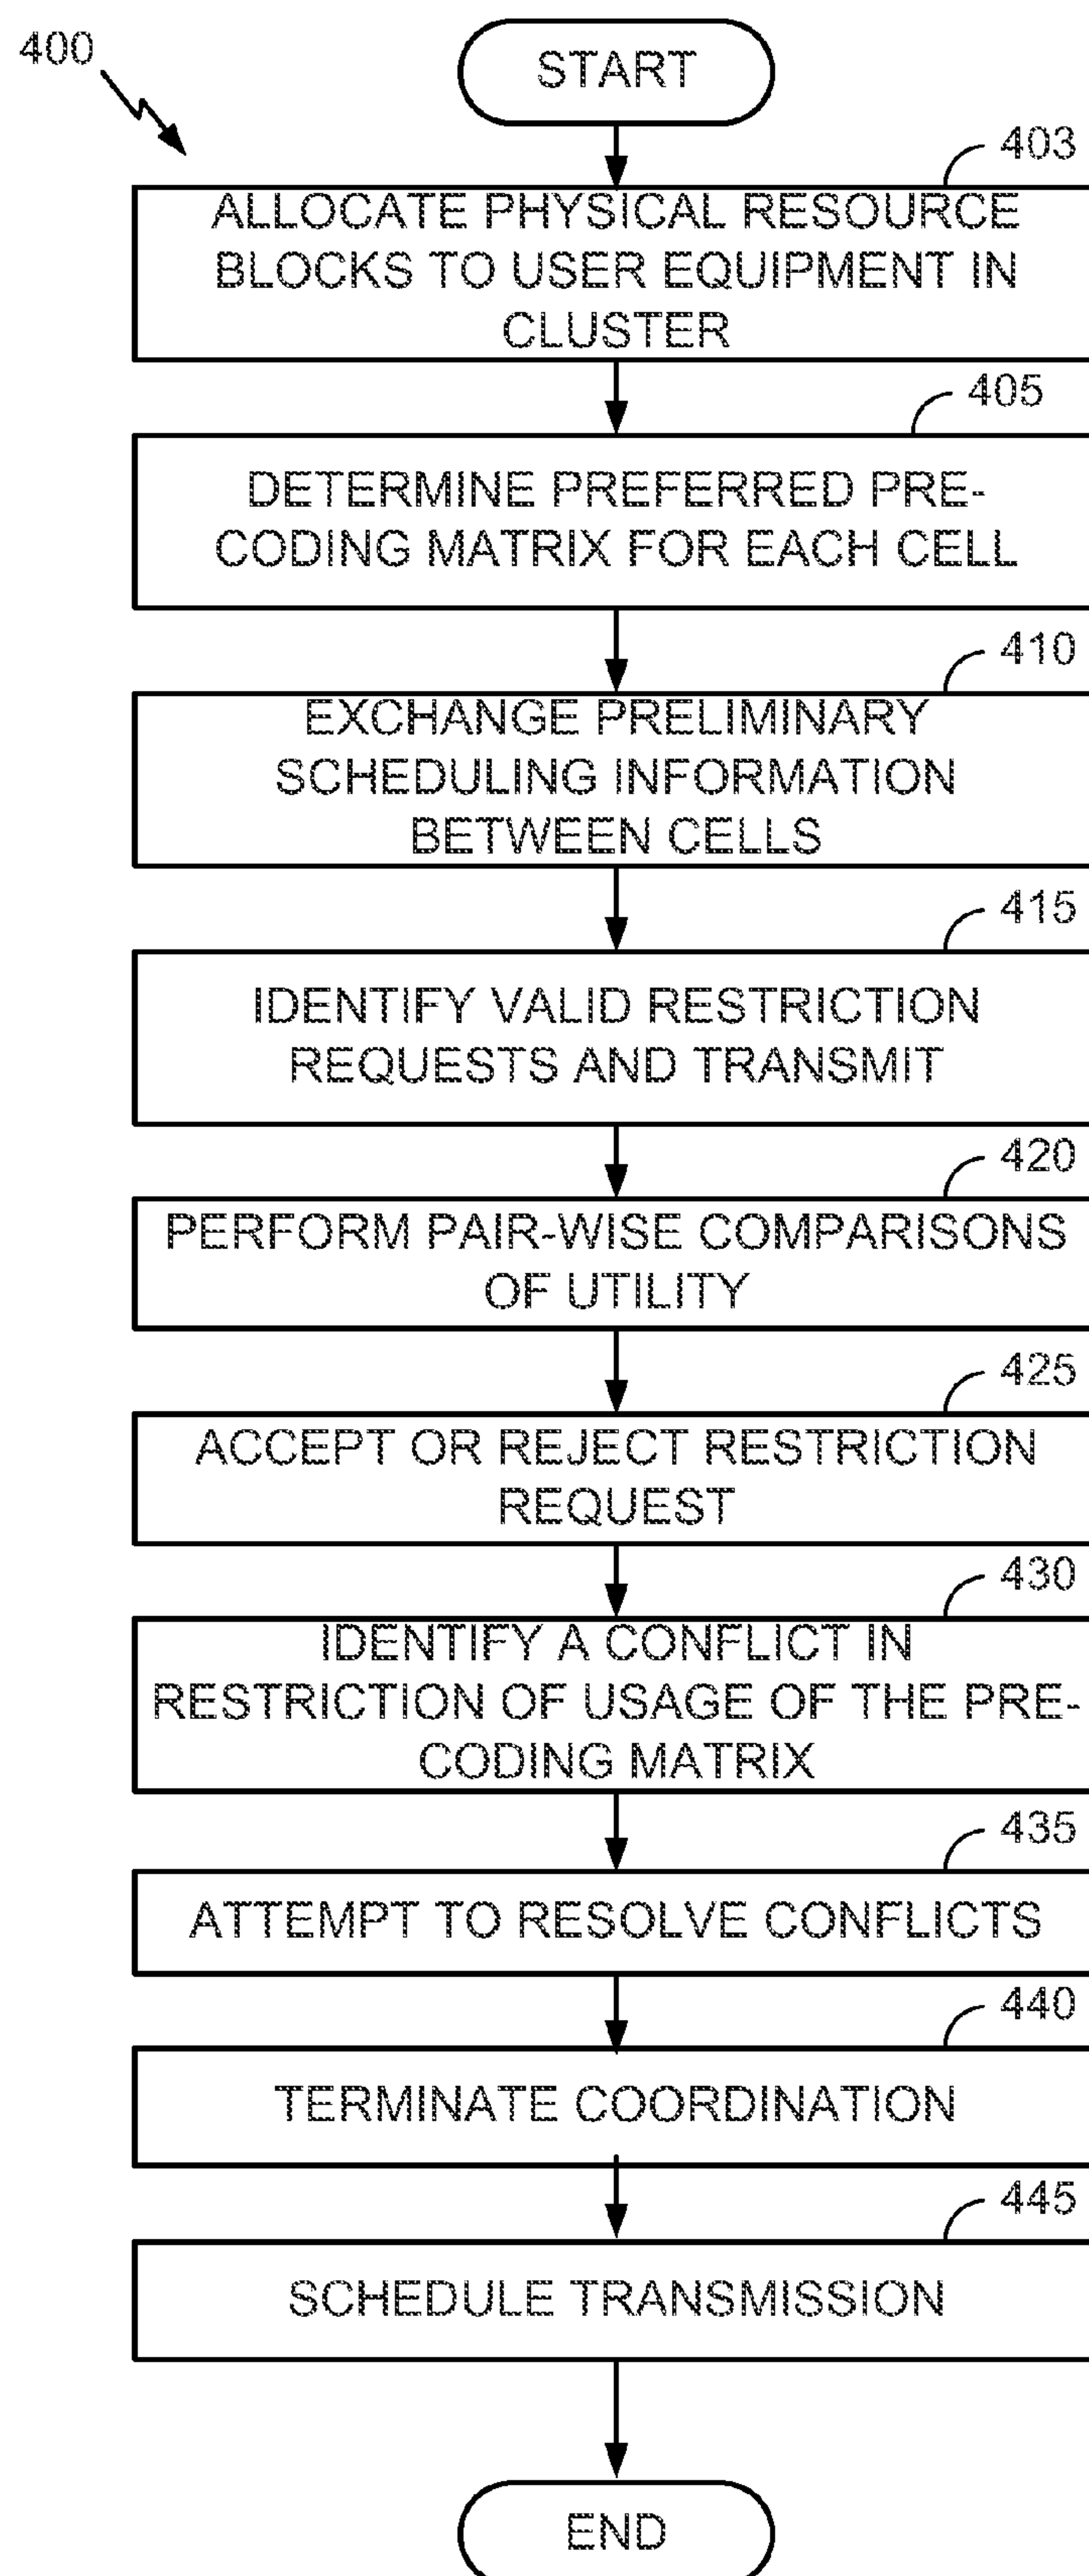 400
START
403
ALLOCATE PHYSICAL RESOURCE
BLOCKS TO USER EQUIPMENT IN
CLUSTER
405
DETERMINE PREFERRED PRE-
CODING MATRIX FOR EACH CELL
410
EXCHANGE PRELIMINARY
SCHEDULING INFORMATION
BETWEEN CELLS
415
IDENTIFY VALID RESTRICTION
REQUESTS AND TRANSMIT
420
PERFORM PAIR-WISE COMPARISONS
OF UTILITY
425
ACCEPT OR REJECT RESTRICTION
REQUEST
430
IDENTIFY A CONFLICT IN
RESTRICTION OF USAGE OF THE PRE-
CODING MATRIX
435
ATTEMPT TO RESOLVE CONFLICTS
440
TERMINATE COORDINATION
445
SCHEDULE TRANSMISSION
END